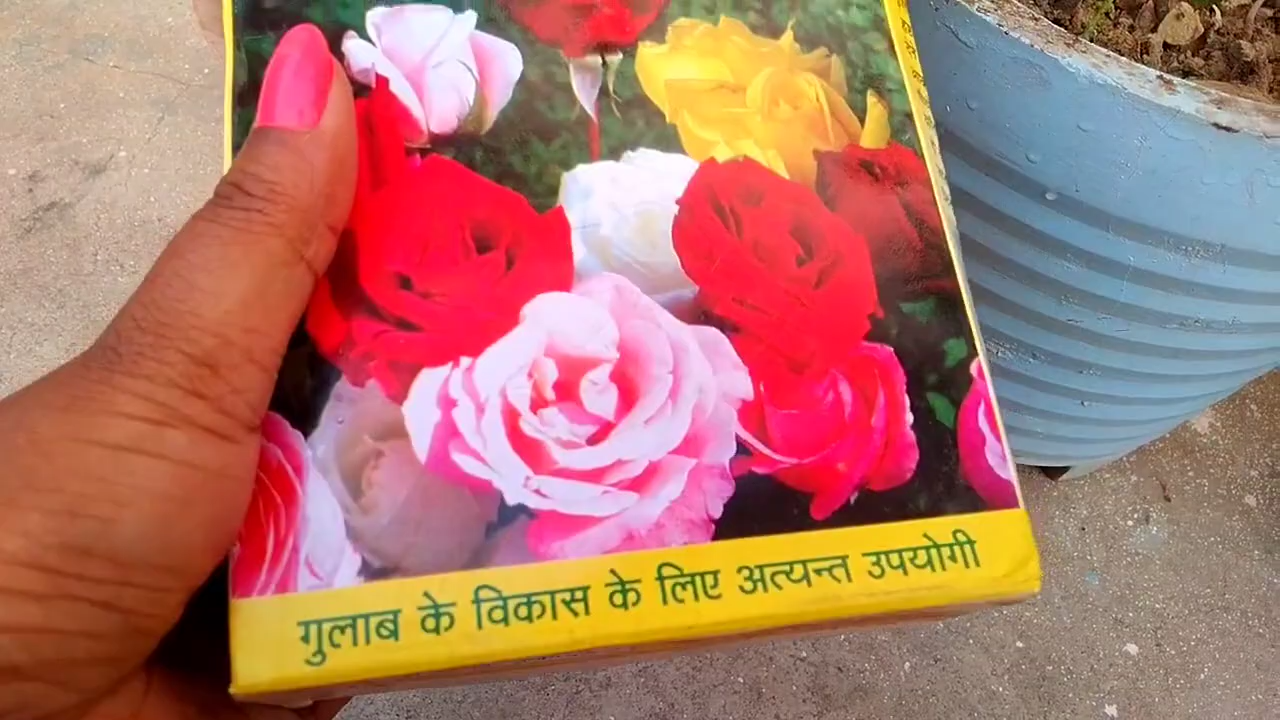 गुलाब के विकास के लिए अत्यन्त उपयोगी